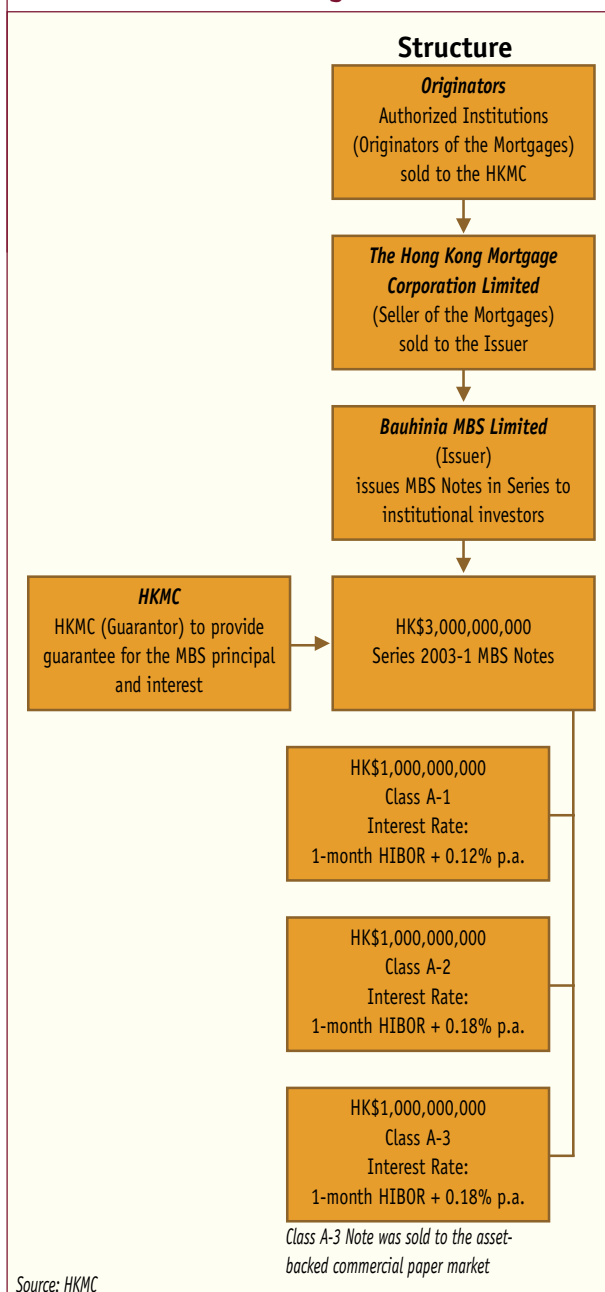 Structure
Originators
Authorized Institutions
(Originators of the Mortgages)
sold to the HKMC
The Hong Kong Mortgage
Corporation Limited
(Seller of the Mortgages)
sold to the Issuer
Bauhinia MBS Limited
(Issuer)
issues MBS Notes in Series to
institutional investors
HKMC
HKMC (Guarantor) to provide
guarantee for the MBS principal
and interest
HK$3,000,000,000
Series 2003-1 MBS Notes
HK$1,000,000,000
Class A-1
Interest Rate:
1-month HIBOR + 0.12% p.a.
HK$1,000,000,000
Class A-2
Interest Rate:
1-month HIBOR + 0.18% p.a.
HK$1,000,000,000
Class A-3
Interest Rate:
1-month HIBOR + 0.18% p.a.
Class A-3 Note was sold to the asset-
backed commercial paper market
Source: HKMC